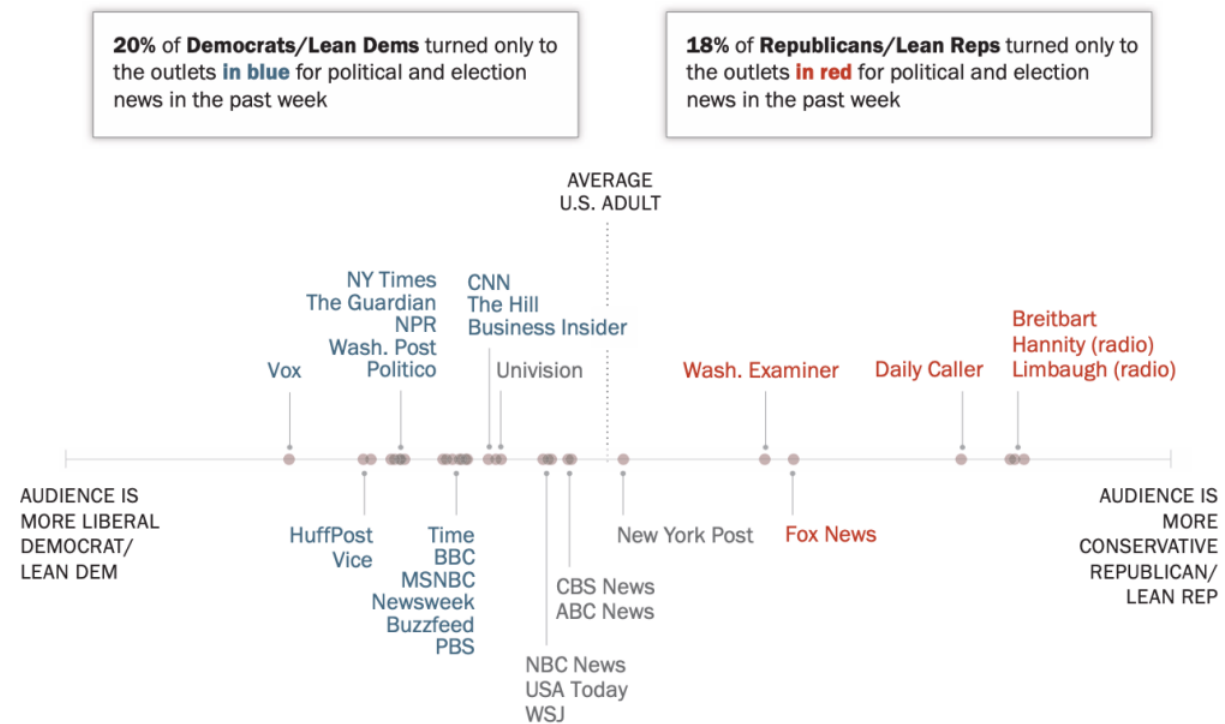 20% of Democrats/Lean Dems turned only to
the outlets in blue for political and election
news in the past week
18% of Republicans/Lean Reps turned only to
the outlets in red for political and election
news in the past week
AVERAGE
U.S. ADULT
NY Times
The Guardian
NPR
Wash. Post
Politico
CNN
The Hill
Business Insider
Vox
Univision
Wash. Examiner
Daily Caller
Breitbart
Hannity (radio)
Limbaugh (radio)
AUDIENCE IS
MORE LIBERAL
DEMOCRAT/
LEAN DEM
HuffPost
Vice
Time
BBC
MSNBC
Newsweek
Buzzfeed
PBS
NBC News
USA Today
WSJ
CBS News
ABC News
New York Post
Fox News
AUDIENCE IS
MORE
CONSERVATIVE
REPUBLICAN/
LEAN REP